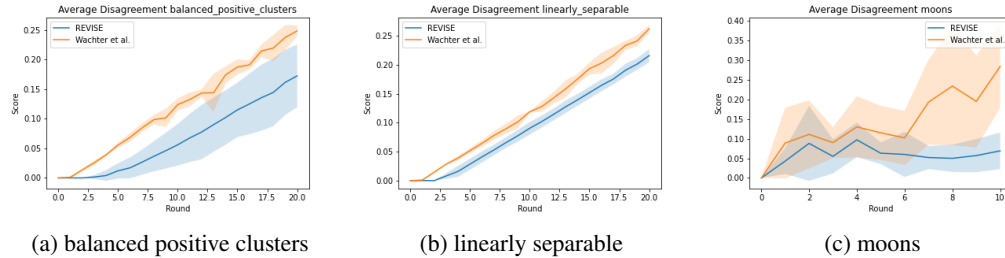 Average Disagreement balanced_positive_clusters
REVISE
Wachter et al.
Score
0.25
0.20
0.15
0.10
0.05
0.00
0.0 2.5 5.0 7.5 10.0 12.5 15.0 17.5 20.0
Round
(a) balanced positive clusters
Average Disagreement linearly_separable
REVISE
Wachter et al.
Score
0.25
0.20
0.15
0.10
0.05
0.00
0.0 2.5 5.0 7.5 10.0 12.5 15.0 17.5 20.0
Round
(b) linearly separable
Average Disagreement moons
REVISE
Wachter et al.
Score
0.40
0.35
0.30
0.25
0.20
0.15
0.10
0.05
0.00
0 2 4 6 8 10
Round
(c) moons